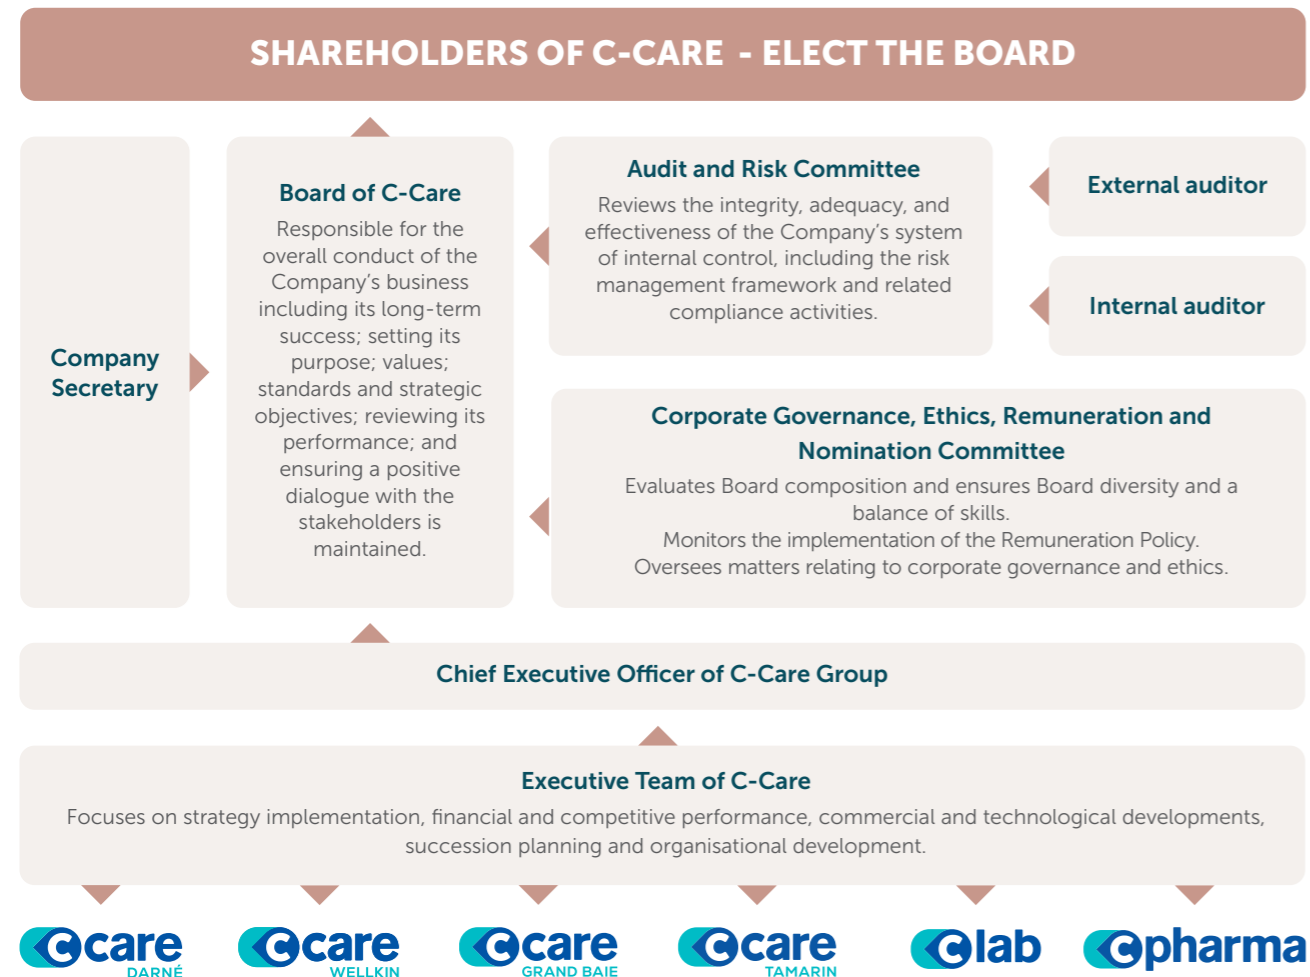 SHAREHOLDERS OF C-CARE - ELECT THE BOARD
Company
Secretary
Board of C-Care
Responsible for the
overall conduct of the
Company’s business
including its long-term
success; setting its
purpose; values;
standards and strategic
objectives; reviewing its
performance; and
ensuring a positive
dialogue with the
stakeholders is
maintained.
Audit and Risk Committee
Reviews the integrity, adequacy, and
effectiveness of the Company’s system
of internal control, including the risk
management framework and related
compliance activities.
External auditor
Internal auditor
Corporate Governance, Ethics, Remuneration and
Nomination Committee
Evaluates Board composition and ensures Board diversity and a
balance of skills.
Monitors the implementation of the Remuneration Policy.
Oversees matters relating to corporate governance and ethics.
Chief Executive Officer of C-Care Group
Executive Team of C-Care
Focuses on strategy implementation, financial and competitive performance, commercial and technological developments,
succession planning and organisational development.
C care
DARNÉ
C care
WELLKIN
C care
GRAND BAIE
C care
TAMARIN
C lab
C pharma